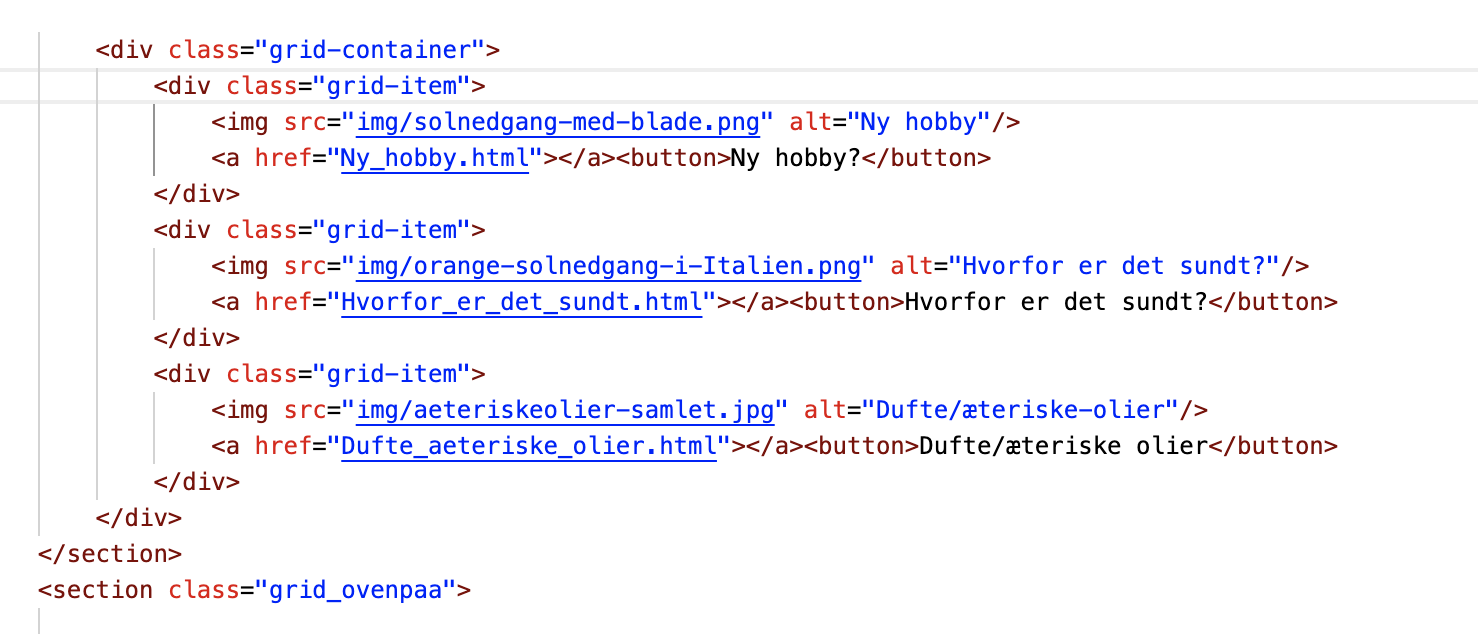 <div class="grid-container">
<div class="grid-item">
<img src="img/solnedgang-med-blade.png" alt="Ny hobby"/>
<a href="Ny_hobby.html"></a><button>Ny hobby?</button>
</div>
<div class="grid-item">
<img src="img/orange-solnedgang-i-Italien.png" alt="Hvorfor er det sundt?"/>
<a href="Hvorfor_er_det_sundt.html"></a><button>Hvorfor er det sundt?</button>
</div>
<div class="grid-item">
<img src="img/aeteriskeolier-samlet.jpg" alt="Dufte/æteriske-olier"/>
<a href="Dufte_aeteriske_olier.html"></a><button>Dufte/æteriske olier</button>
</div>
</div>
</section>
<section class="grid_ovenpaa">